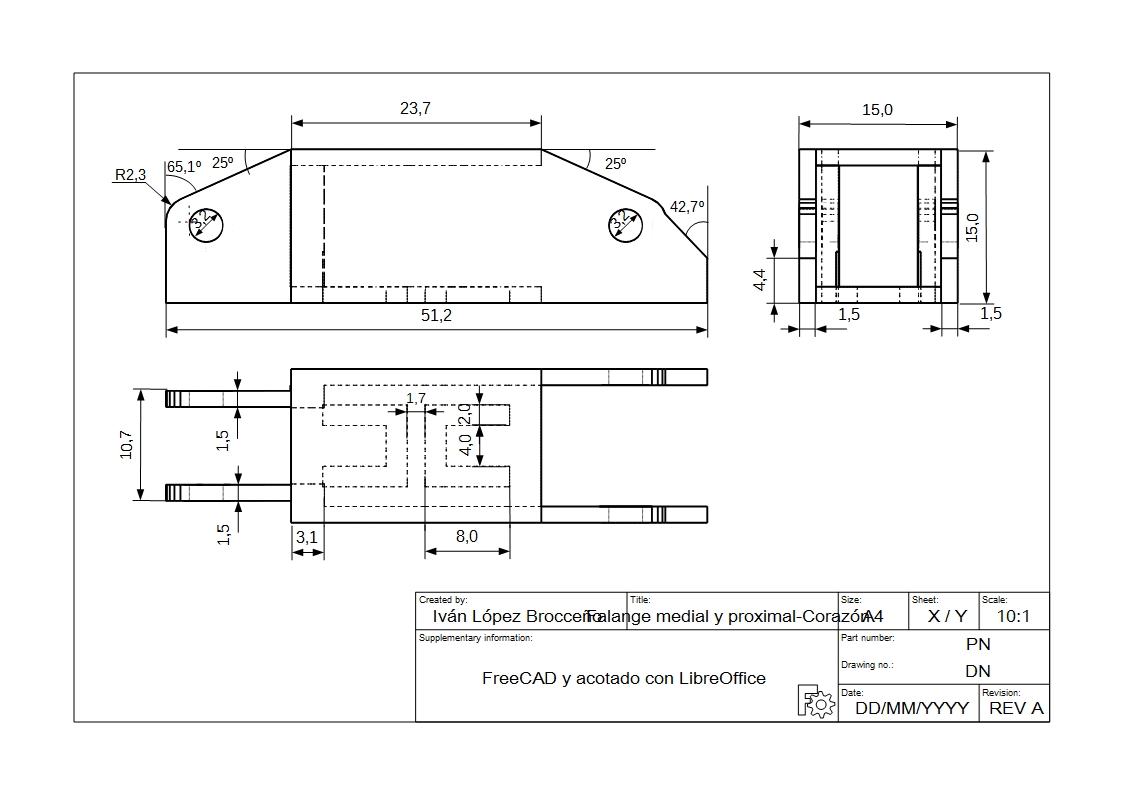 23,7
15,0
65,1º
25º
25º
R2,3
3,2
3,2
42,7º
15,0
4,4
51,2
1,5
1,5
1,7
2,0
10,7
1,5
4,0
1,5
3,1
8,0
Created by:
Iván López Brocceño
Title:
Falange medial y proximal-Corazón
Size:
A4
Sheet:
X / Y
Scale:
10:1
Supplementary information:
FreeCAD y acotado con LibreOffice
Part number:
PN
Drawing no.:
DN
Date:
DD/MM/YYYY
Revision:
REV A